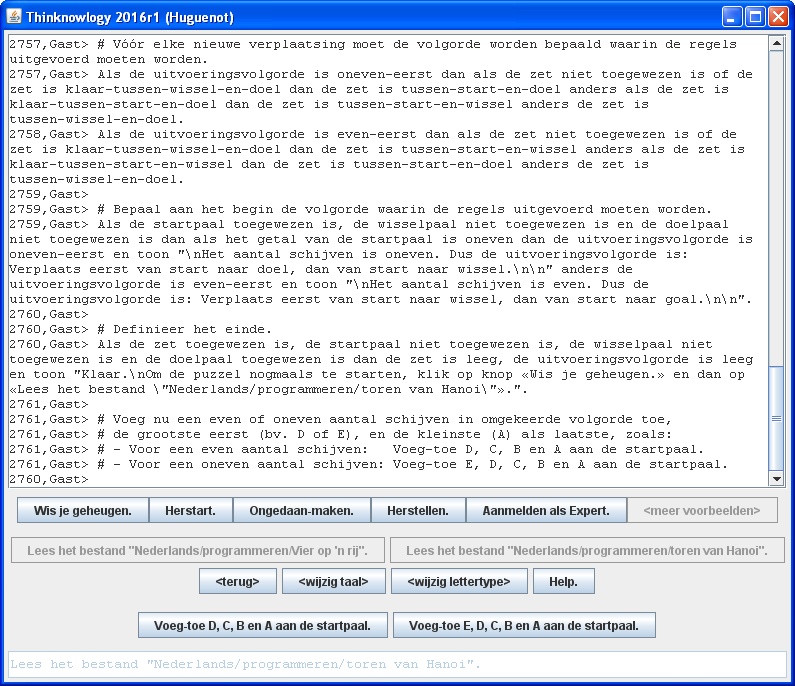 Thinknowlogy 2016r1 (Huguenot)
2757,Gast> # Vóór elke nieuwe verplaatsing moet de volgorde worden bepaald waarin de regels
uitgevoerd moeten worden.
2757,Gast> Als de uitvoeringsvolgorde is oneven-eerst dan als de zet niet toegewezen is of de
zet is klaar-tussen-wissel-en-doel dan de zet is tussen-start-en-doel anders als de zet is
klaar-tussen-start-en-doel dan de zet is tussen-start-en-wissel anders de zet is
tussen-wissel-en-doel.
2758,Gast> Als de uitvoeringsvolgorde is even-eerst dan als de zet niet toegewezen is of de
zet is klaar-tussen-wissel-en-doel dan de zet is tussen-start-en-wissel anders als de zet is
klaar-tussen-start-en-wissel dan de zet is tussen-start-en-doel anders de zet is
tussen-wissel-en-doel.
2759,Gast>
2759,Gast> # Bepaal aan het begin de volgorde waarin de regels uitgevoerd moeten worden.
2759,Gast> Als de startpaal toegewezen is, de wisselpaal niet toegewezen is en de doelpaal
niet toegewezen is dan als het getal van de startpaal is oneven dan de uitvoeringsvolgorde is
oneven-eerst en toon "\nHet aantal schijven is oneven. Dus de uitvoeringsvolgorde is:
Verplaats eerst van start naar doel, dan van start naar wissel.\n\n" anders de
uitvoeringsvolgorde is even-eerst en toon "\nHet aantal schijven is even. Dus de
uitvoeringsvolgorde is: Verplaats eerst van start naar wissel, dan van start naar goal.\n\n".
2760,Gast>
2760,Gast> # Definieer het einde.
2760,Gast> Als de zet toegewezen is, de startpaal niet toegewezen is, de wisselpaal niet
toegewezen is en de doelpaal toegewezen is dan de zet is leeg, de uitvoeringsvolgorde is leeg
en toon "Klaar.\nOm de puzzel nogmaals te starten, klik op knop «Wis je geheugen.» en dan op
«Lees het bestand \"Nederlands/programmeren/toren van Hanoi\"».".
2761,Gast>
2761,Gast> # Voeg nu een even of oneven aantal schijven in omgekeerde volgorde toe,
2761,Gast> # de grootste eerst (bv. D of E), en de kleinste (A) als laatste, zoals:
2761,Gast> # - Voor een even aantal schijven:   Voeg-toe D, C, B en A aan de startpaal.
2761,Gast> # - Voor een oneven aantal schijven: Voeg-toe E, D, C, B en A aan de startpaal.
2760,Gast>
Wis je geheugen. Herstart. Ongedaan-maken. Herstellen. Aanmelden als Expert. <meer voorbeelden>
Lees het bestand "Nederlands/programmeren/Vier op 'n rij". Lees het bestand "Nederlands/programmeren/toren van Hanoi".
<terug> <wijzig taal> <wijzig lettertype> Help.
Voeg-toe D, C, B en A aan de startpaal. Voeg-toe E, D, C, B en A aan de startpaal.
Lees het bestand "Nederlands/programmeren/toren van Hanoi".